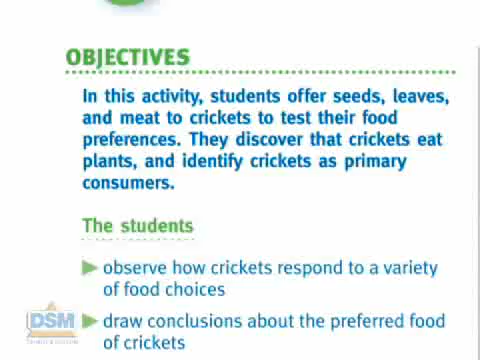 OBJECTIVES
In this activity, students offer seeds, leaves,
and meat to crickets to test their food
preferences. They discover that crickets eat
plants, and identify crickets as primary
consumers.
The students
observe how crickets respond to a variety
of food choices
draw conclusions about the preferred food
of crickets
DSM